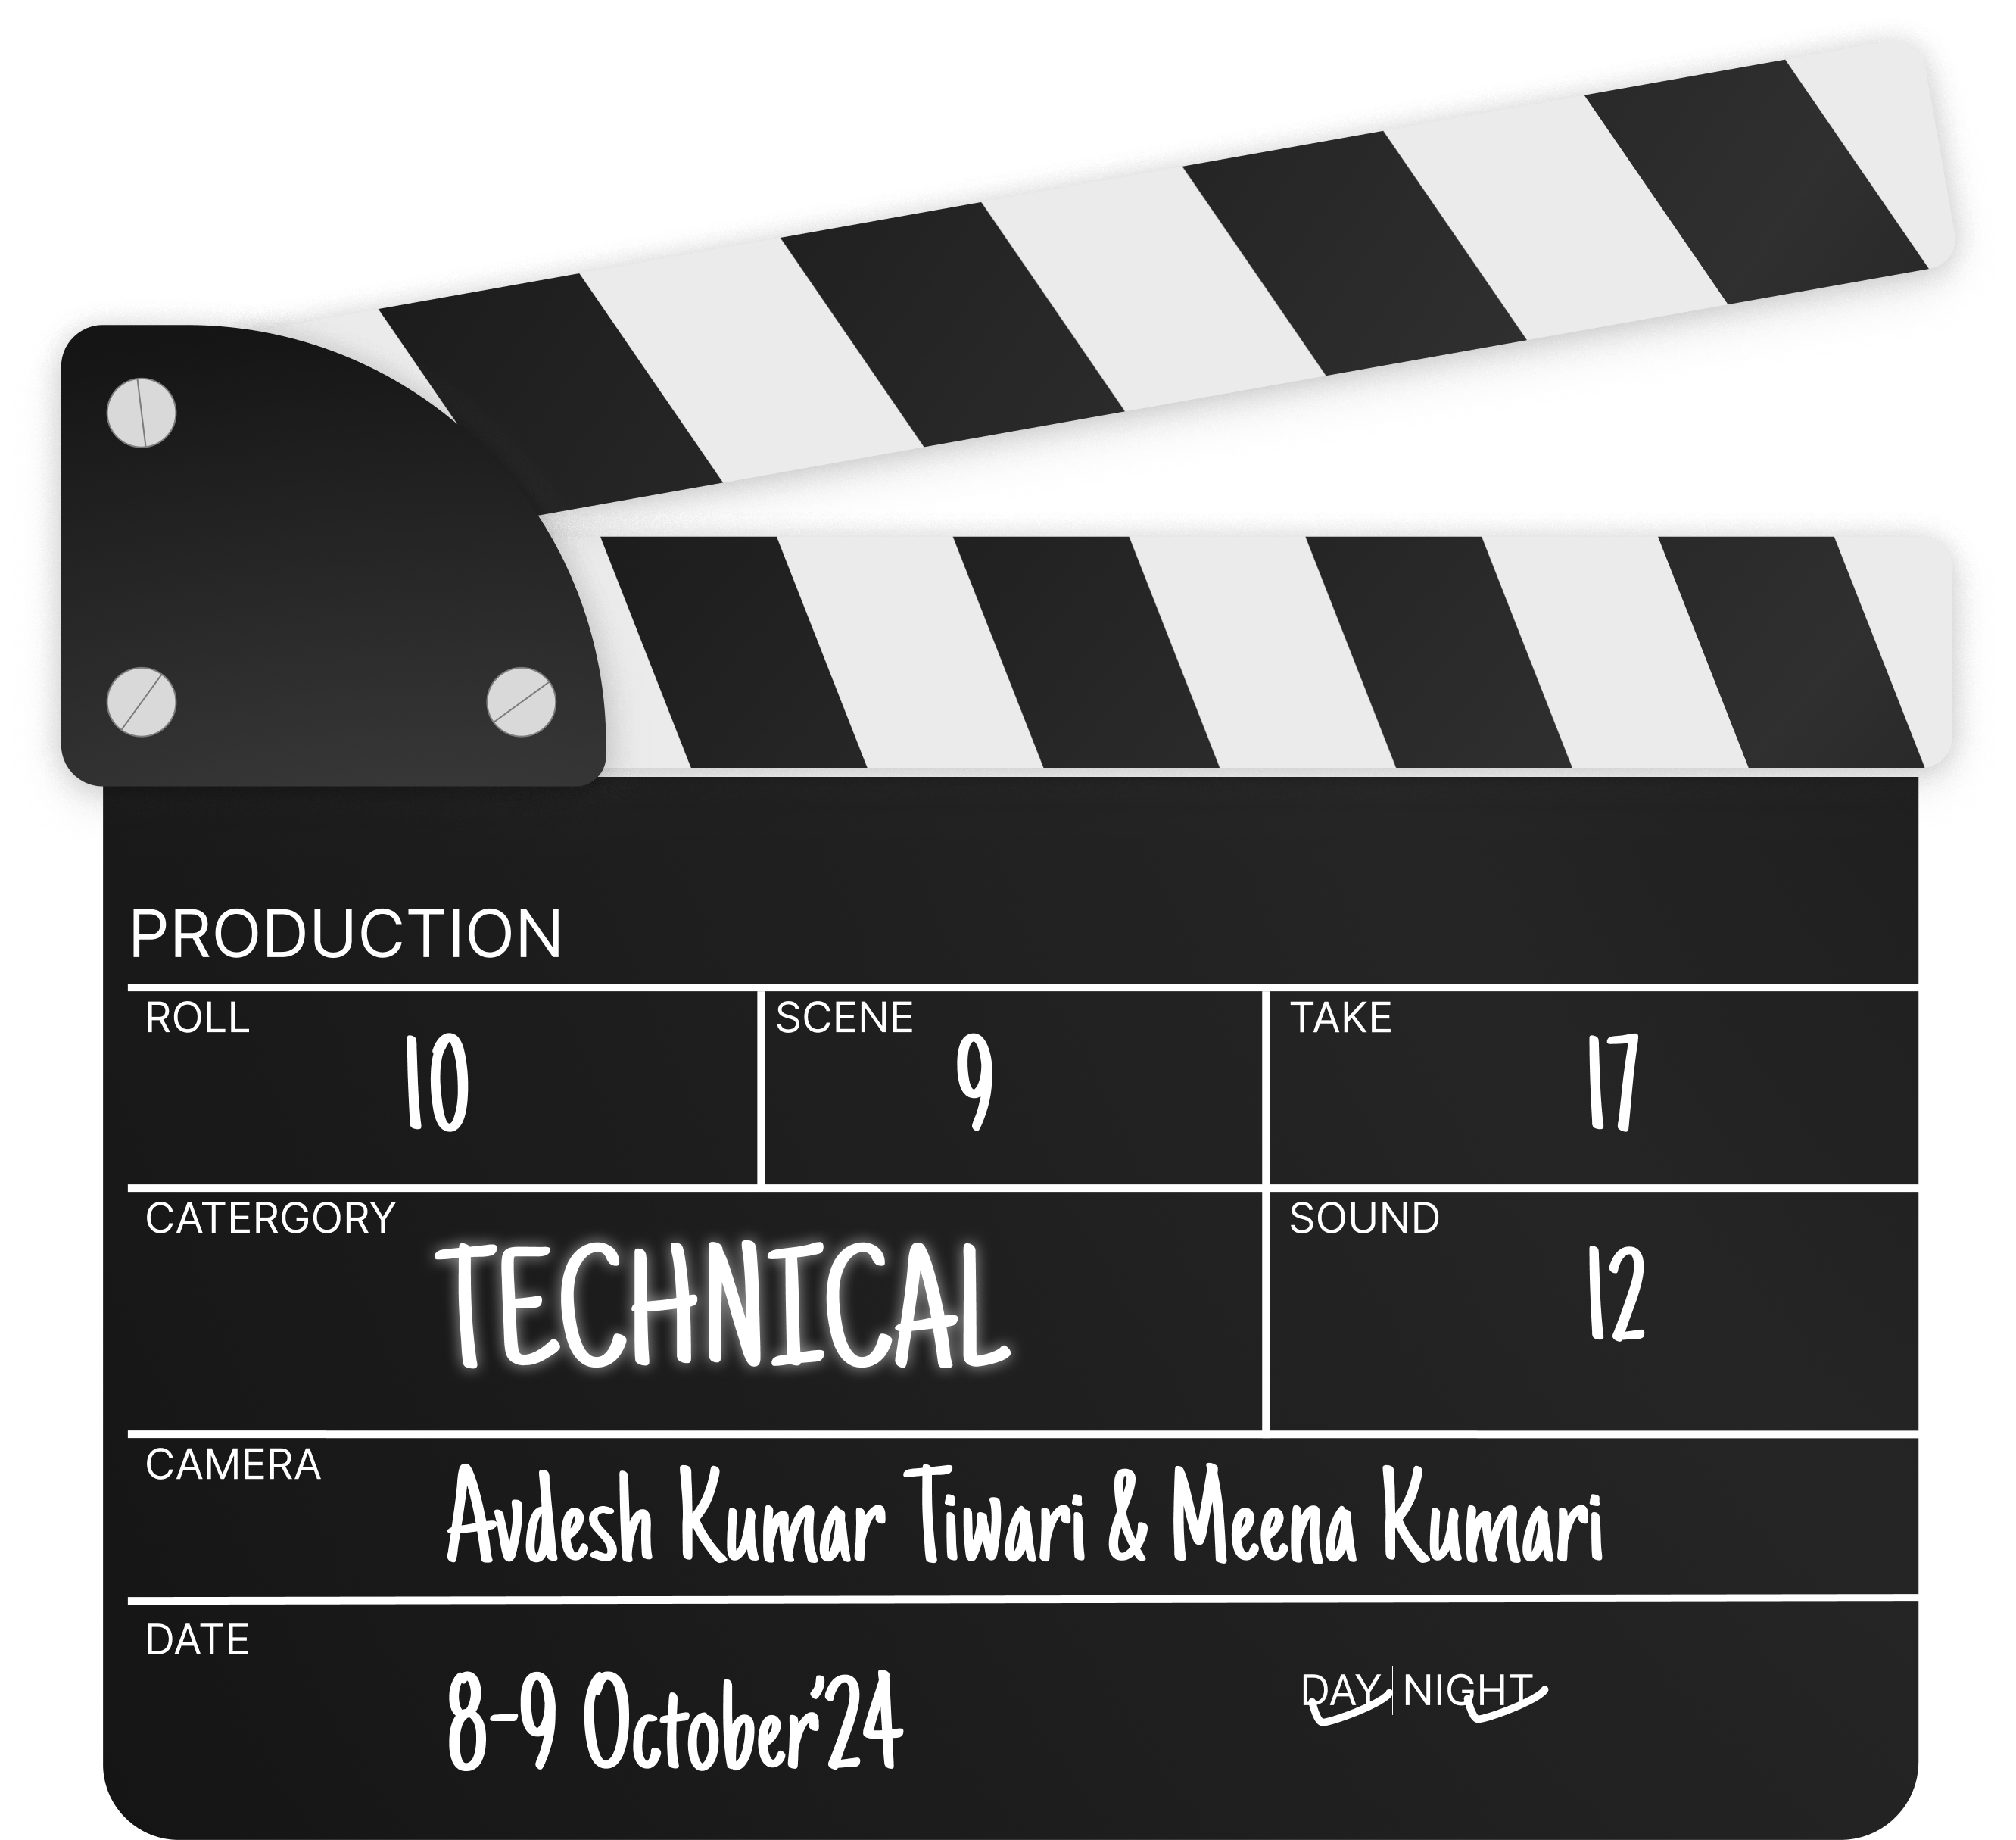 PRODUCTION
ROLL
10
SCENE
9
TAKE
17
CATERGORY
TECHNICAL
SOUND
12
CAMERA
Avdesh Kumar Tiwari & Meena Kumari
DATE
8-9 October'24
DAY NIGHT